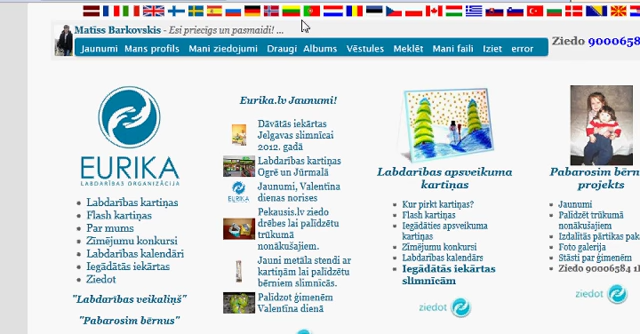 Matīss Barkovskis - Esi priecīgs un pasmaidi! ...
Jaunumi Mans profils Mani ziedojumi Draugi Albums Vēstules Meklēt Mani faili Iziet error
Ziedo 9000658
EURIKA
LABDARĪBAS ORGANIZĀCIJA
Labdarības kartiņas
Flash kartiņas
Par mums
Zīmējumu konkursi
Labdarības kalendāri
Iegādātās iekārtas
Ziedot
"Labdarības veikaliņš"
"Pabarosim bērnus"
Eurika.lv Jaunumi!
Dāvātās iekārtas
Jelgavas slimnīcai
2012. gadā
Labdarības kartiņas
Ogrē un Jūrmalā
Jaunumi, Valentīna
dienas norises
Pekausis.lv ziedo
drēbes lai palīdzētu
trūkumā
nonākušajiem.
Jauni metāla stendi ar
kartiņām lai palīdzētu
bērniem slimnīcās.
Palīdzot ģimenēm
Valentīna dienā
Labdarības apsveikuma
kartiņas
Kur pirkt kartiņas?
Flash kartiņas
Iegādāties apsveikuma
kartiņas
Zīmējumu konkursi
Labdarības kalendārs
Iegādātās iekārtas
slimnīcām
ziedot
Pabarosim bērn
projekts
Jaunumi
Palīdzēt trūkumā
nonākušajiem
Izdalītās pārtikas pak
Foto galerija
Stāsti par ģimenēm
Ziedo 90006584 1
ziedot